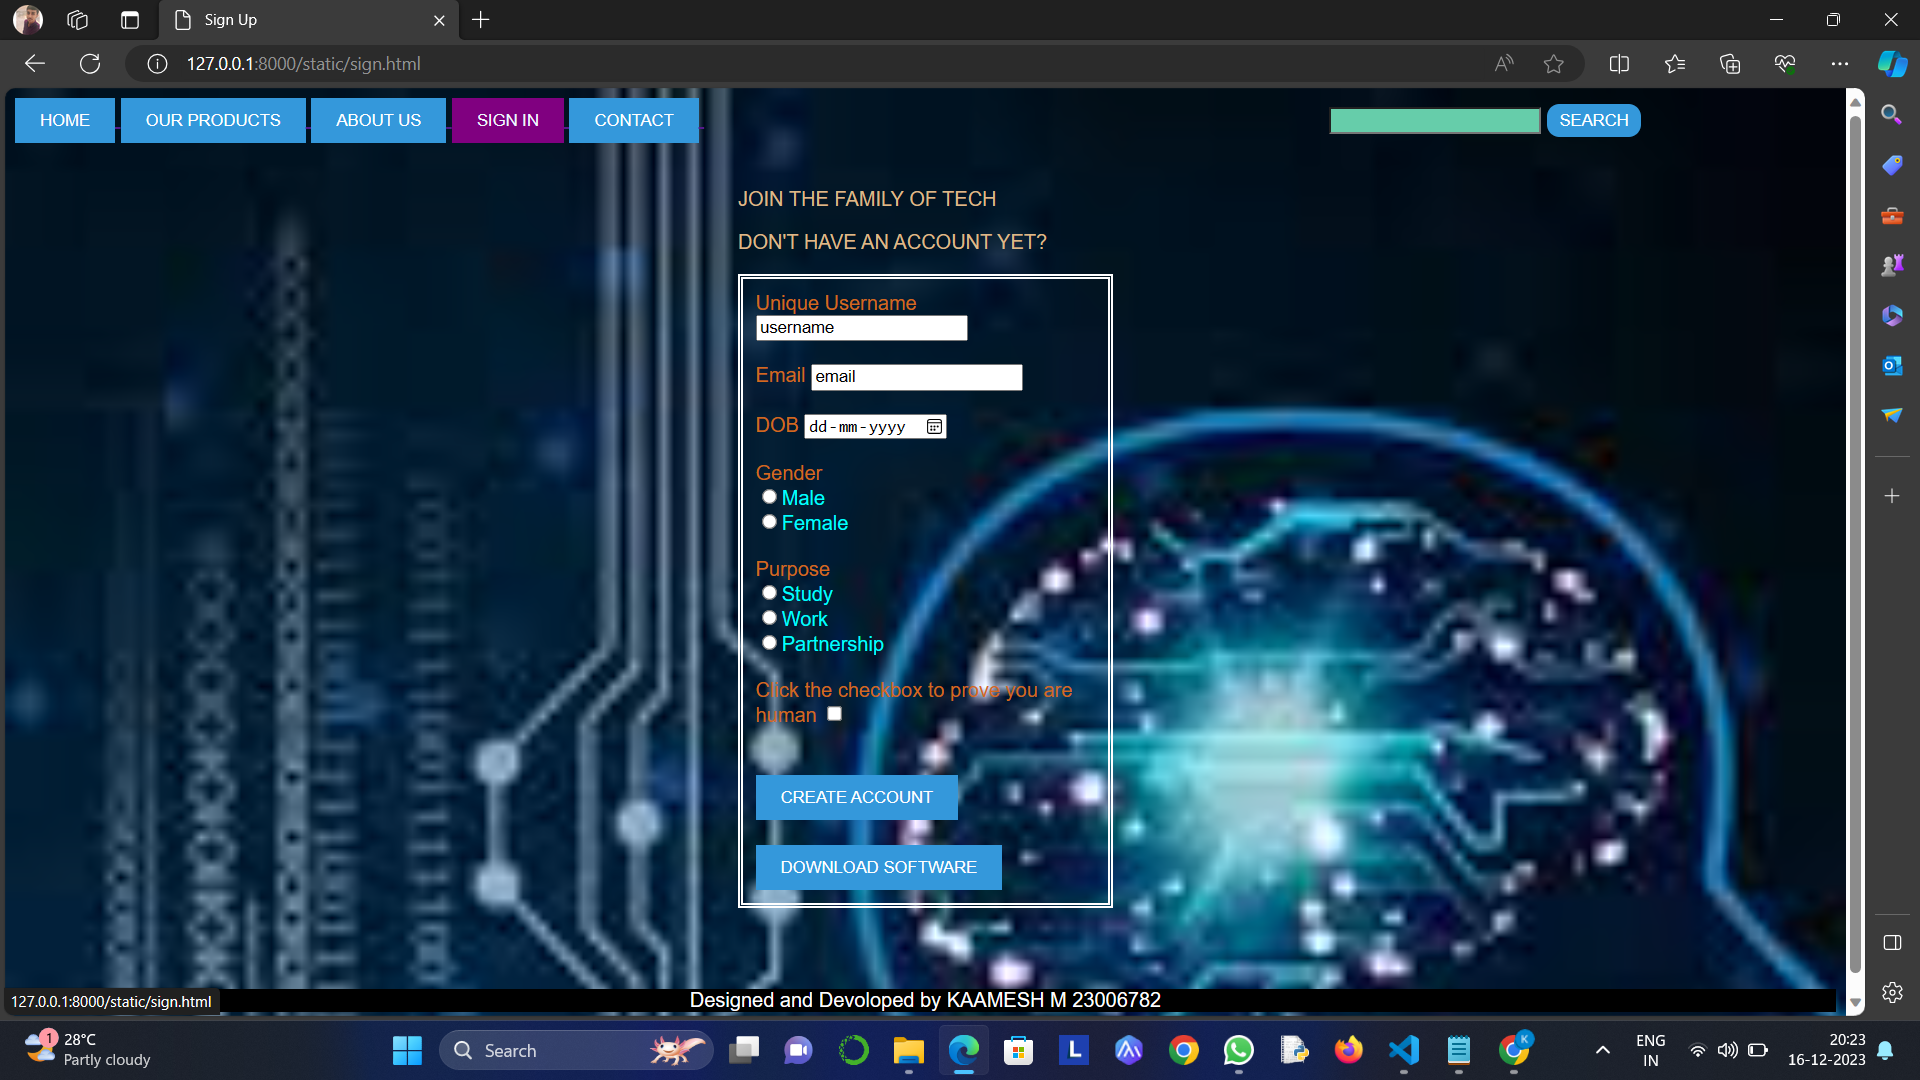 Sign Up
127.0.0.1:8000/static/sign.html
HOME OUR PRODUCTS ABOUT US SIGN IN CONTACT SEARCH
JOIN THE FAMILY OF TECH
DON'T HAVE AN ACCOUNT YET?
Unique Username
username
Email email
DOB dd-mm-yyyy
Gender
Male
Female
Purpose
Study
Work
Partnership
Click the checkbox to prove you are
human
CREATE ACCOUNT
DOWNLOAD SOFTWARE
Designed and Devoloped by KAAMESH M 23006782
127.0.0.1:8000/static/sign.html
1
28°C
Partly cloudy
Search
L
K
ENG
IN
20:23
16-12-2023